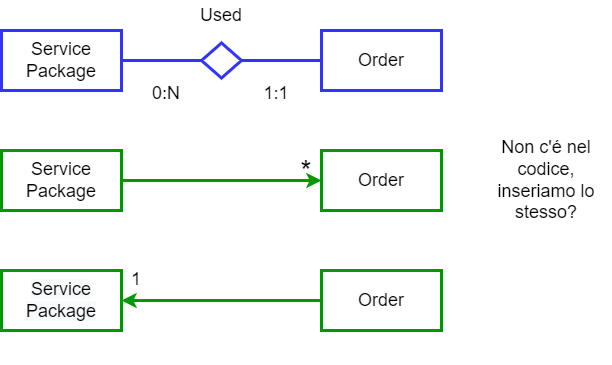 Used
Service
Package
Order
0:N
1:1
Service
Package
*
Order
Non c'é nel
codice,
inseriamo lo
stesso?
Service
Package
1
Order